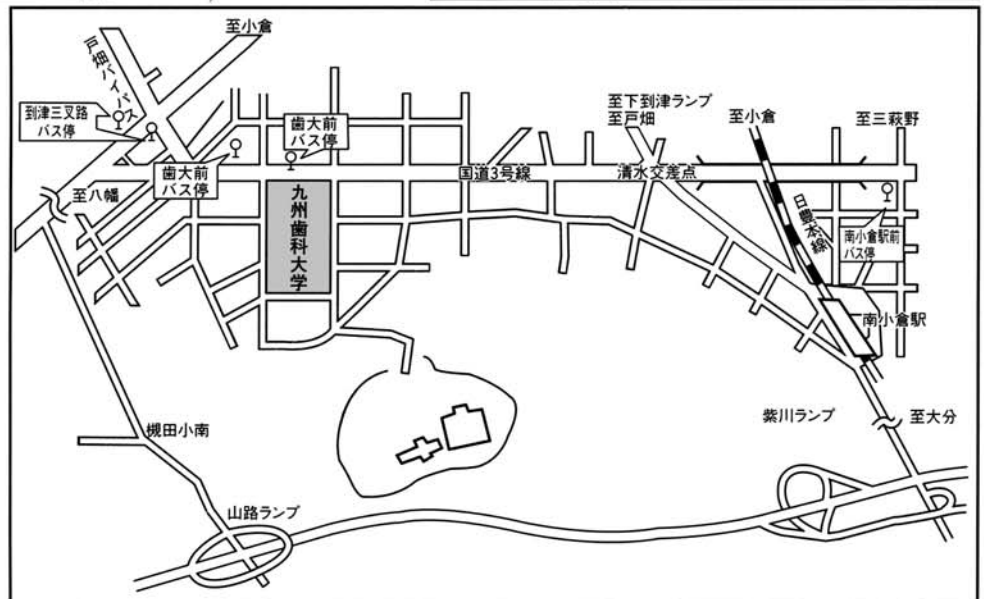 至小倉
戸畑バイパス
到津三叉路
バス停
歯大前
バス停
歯大前
バス停
至八幡
九州歯科大学
国道3号線
至下到津ランプ
至戸畑
清水交差点
至小倉
至三萩野
日豊本線
南小倉駅前
バス停
南小倉駅
槻田小南
山路ランプ
紫川ランプ
至大分